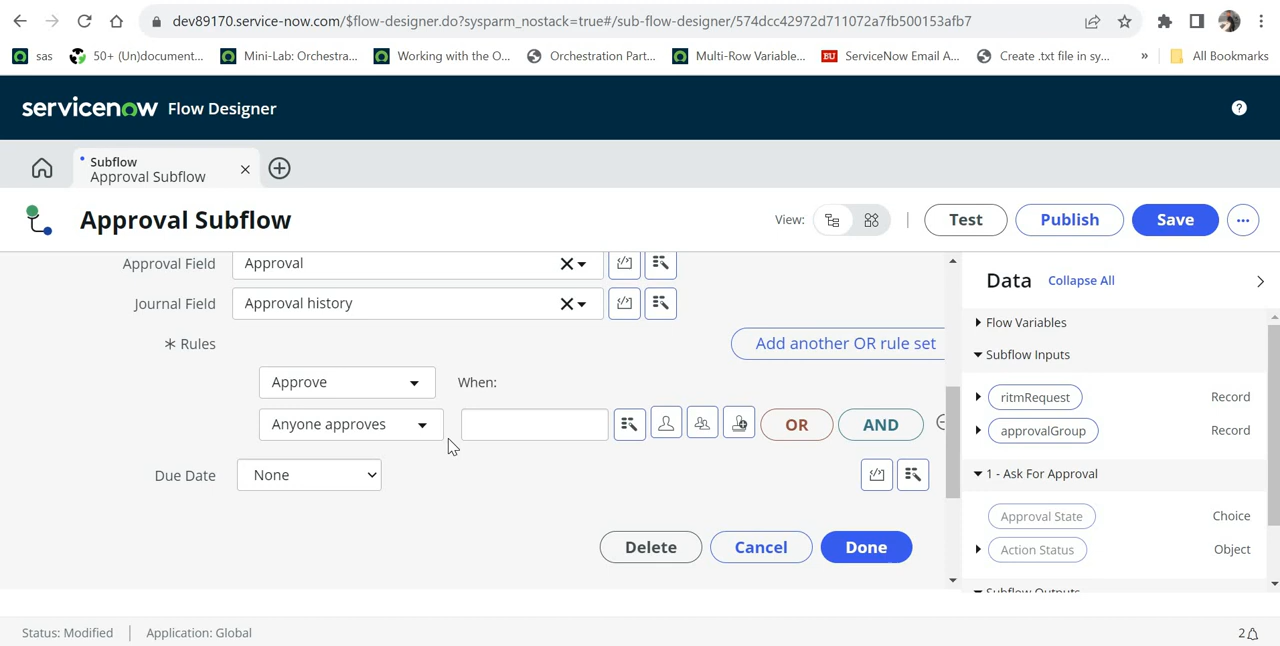 dev89170.service-now.com/$flow-designer.do?sysparm_nostack=true#/sub-flow-designer/574dcc42972d711072a7fb500153afb7
sas
50+ (Un)document...
Mini-Lab: Orchestra...
Working with the O...
Orchestration Part...
Multi-Row Variable...
BU
ServiceNow Email A...
Create .txt file in sy...
»
All Bookmarks
servicenow Flow Designer
?
Subflow
Approval Subflow
Approval Subflow
View:
Test
Publish
Save
...
Approval Field
Approval
Journal Field
Approval history
* Rules
Add another OR rule set
Approve
When:
Anyone approves
OR
AND
Due Date
None
Delete
Cancel
Done
Data
Collapse All
Flow Variables
Subflow Inputs
ritmRequest
Record
approvalGroup
Record
1 - Ask For Approval
Approval State
Choice
Action Status
Object
Subflow Outputs
Status: Modified
Application: Global
2